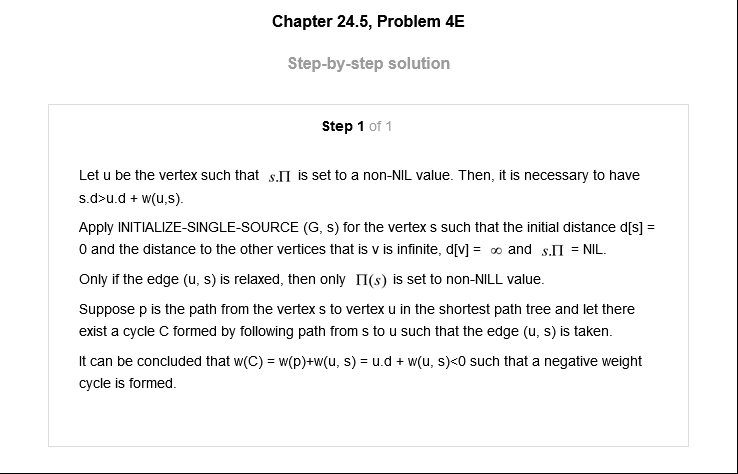 Chapter 24.5, Problem 4E
Step-by-step solution
Step 1 of 1
Let u be the vertex such that s.Π is set to a non-NIL value. Then, it is necessary to have
s.d>u.d + w(u,s).
Apply INITIALIZE-SINGLE-SOURCE (G, s) for the vertex s such that the initial distance d[s] =
0 and the distance to the other vertices that is v is infinite, d[v] = ∞ and s.Π = NIL.
Only if the edge (u, s) is relaxed, then only Π(s) is set to non-NILL value.
Suppose p is the path from the vertex s to vertex u in the shortest path tree and let there
exist a cycle C formed by following path from s to u such that the edge (u, s) is taken.
It can be concluded that w(C) = w(p)+w(u, s) = u.d + w(u, s)<0 such that a negative weight
cycle is formed.